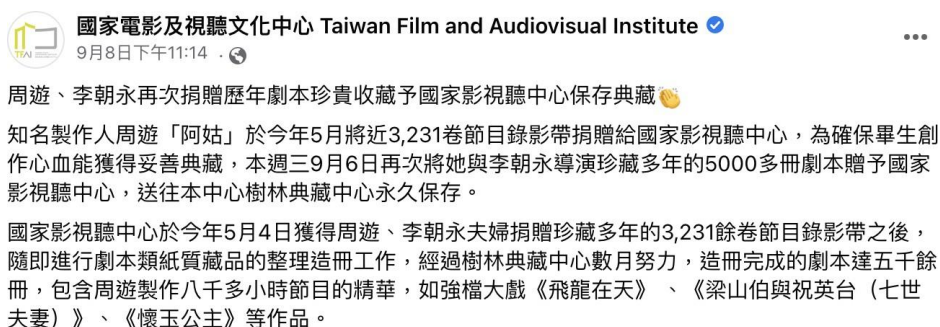 國家電影及視聽文化中心 Taiwan Film and Audiovisual Institute
9月8日下午11:14 ·
周遊、李朝永再次捐贈歷年劇本珍貴收藏予國家影視聽中心保存典藏👏
知名製作人周遊「阿姑」於今年5月將近3,231卷節目錄影帶捐贈給國家影視聽中心，為確保畢生創
作心血能獲得妥善典藏，本週三9月6日再次將她與李朝永導演珍藏多年的5000多冊劇本贈予國家
影視聽中心，送往本中心樹林典藏中心永久保存。
國家影視聽中心於今年5月4日獲得周遊、李朝永夫婦捐贈珍藏多年的3,231餘卷節目錄影帶之後，
隨即進行劇本類紙質藏品的整理造冊工作，經過樹林典藏中心數月努力，造冊完成的劇本達五千餘
冊，包含周遊製作八千多小時節目的精華，如強檔大戲《飛龍在天》 、《梁山伯與祝英台（七世
夫妻）》、《懷玉公主》等作品。